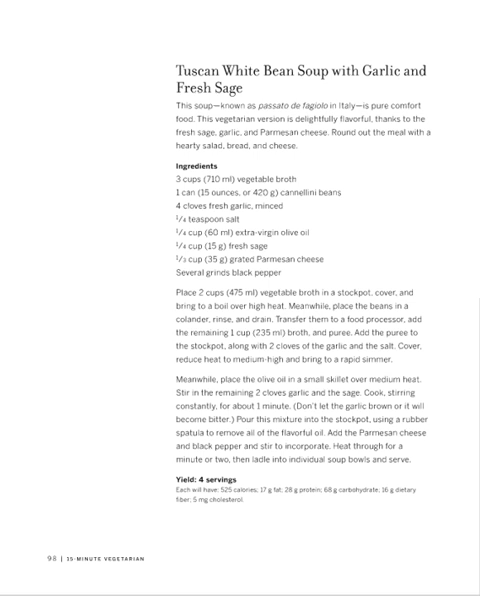 Tuscan White Bean Soup with Garlic and
Fresh Sage
This soup—known as passato de fagiolo in Italy—is pure comfort
food. This vegetarian version is delightfully flavorful, thanks to the
fresh sage, garlic, and Parmesan cheese. Round out the meal with a
hearty salad, bread, and cheese.
Ingredients
3 cups (710 ml) vegetable broth
1 can (15 ounces, or 420 g) cannellini beans
4 cloves fresh garlic, minced
1/4 teaspoon salt
1/4 cup (60 ml) extra-virgin olive oil
1/4 cup (15 g) fresh sage
1/3 cup (35 g) grated Parmesan cheese
Several grinds black pepper
Place 2 cups (475 ml) vegetable broth in a stockpot, cover, and
bring to a boil over high heat. Meanwhile, place the beans in a
colander, rinse, and drain. Transfer them to a food processor, add
the remaining 1 cup (235 ml) broth, and puree. Add the puree to
the stockpot, along with 2 cloves of the garlic and the salt. Cover,
reduce heat to medium-high and bring to a rapid simmer.
Meanwhile, place the olive oil in a small skillet over medium heat.
Stir in the remaining 2 cloves garlic and the sage. Cook, stirring
constantly, for about 1 minute. (Don't let the garlic brown or it will
become bitter.) Pour this mixture into the stockpot, using a rubber
spatula to remove all of the flavorful oil. Add the Parmesan cheese
and black pepper and stir to incorporate. Heat through for a
minute or two, then ladle into individual soup bowls and serve.
Yield: 4 servings
Each will have: 525 calories; 17 g fat; 28 g protein; 68 g carbohydrate; 16 g dietary
fiber; 5 mg cholesterol.
98 | 15-MINUTE VEGETARIAN